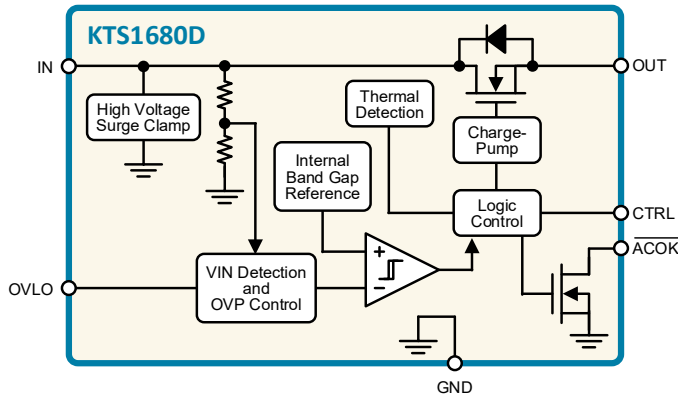 KTS1680D
IN
OUT
High Voltage
Surge Clamp
Thermal
Detection
Charge-
Pump
Internal
Band Gap
Reference
Logic
Control
CTRL
ACOK
+
VIN Detection
and
OVP Control
−
OVLO
GND